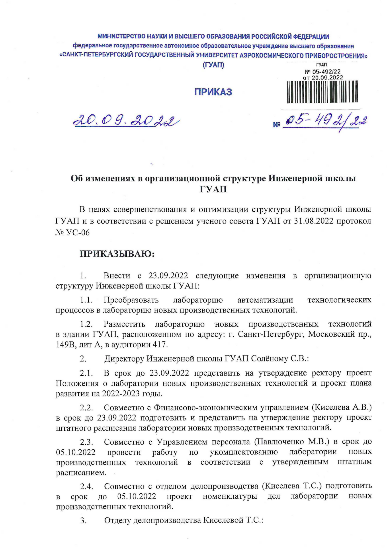 МИНИСТЕРСТВО НАУКИ И ВЫСШЕГО ОБРАЗОВАНИЯ РОССИЙСКОЙ ФЕДЕРАЦИИ
федеральное государственное автономное образовательное учреждение высшего образования
«САНКТ-ПЕТЕРБУРГСКИЙ ГОСУДАРСТВЕННЫЙ УНИВЕРСИТЕТ АЭРОКОСМИЧЕСКОГО ПРИБОРОСТРОЕНИЯ»
(ГУАП)
ГУАП
№ 05-492/22
от 20.09.2022
ПРИКАЗ
20.09.2022
№ 05-492/22
Об изменениях в организационной структуре Инженерной школы
ГУАП
В целях совершенствования и оптимизации структуры Инженерной школы
ГУАП и в соответствии с решением ученого совета ГУАП от 31.08.2022 протокол
№ УС-06
ПРИКАЗЫВАЮ:
1. Внести с 23.09.2022 следующие изменения в организационную
структуру Инженерной школы ГУАП:
1.1. Преобразовать лабораторию автоматизации технологических
процессов в лабораторию новых производственных технологий.
1.2. Разместить лабораторию новых производственных технологий
в здании ГУАП, расположенном по адресу: г. Санкт-Петербург, Московский пр.,
149В, лит А, в аудитории 417.
2. Директору Инженерной школы ГУАП Солёному С.В.:
2.1. В срок до 23.09.2022 представить на утверждение ректору проект
Положения о лаборатории новых производственных технологий и проект плана
развития на 2022-2023 годы.
2.2. Совместно с Финансово-экономическим управлением (Киселева А.В.)
в срок до 23.09.2022 подготовить и представить на утверждение ректору проект
штатного расписания лаборатории новых производственных технологий.
2.3. Совместно с Управлением персонала (Павлюченко М.В.) в срок до
05.10.2022 провести работу по укомплектованию лаборатории новых
производственных технологий в соответствии с утвержденным штатным
расписанием.
2.4. Совместно с отделом делопроизводства (Киселева Т.С.) подготовить
в срок до 05.10.2022 проект номенклатуры дел лаборатории новых
производственных технологий.
3. Отделу делопроизводства Киселевой Т.С.: